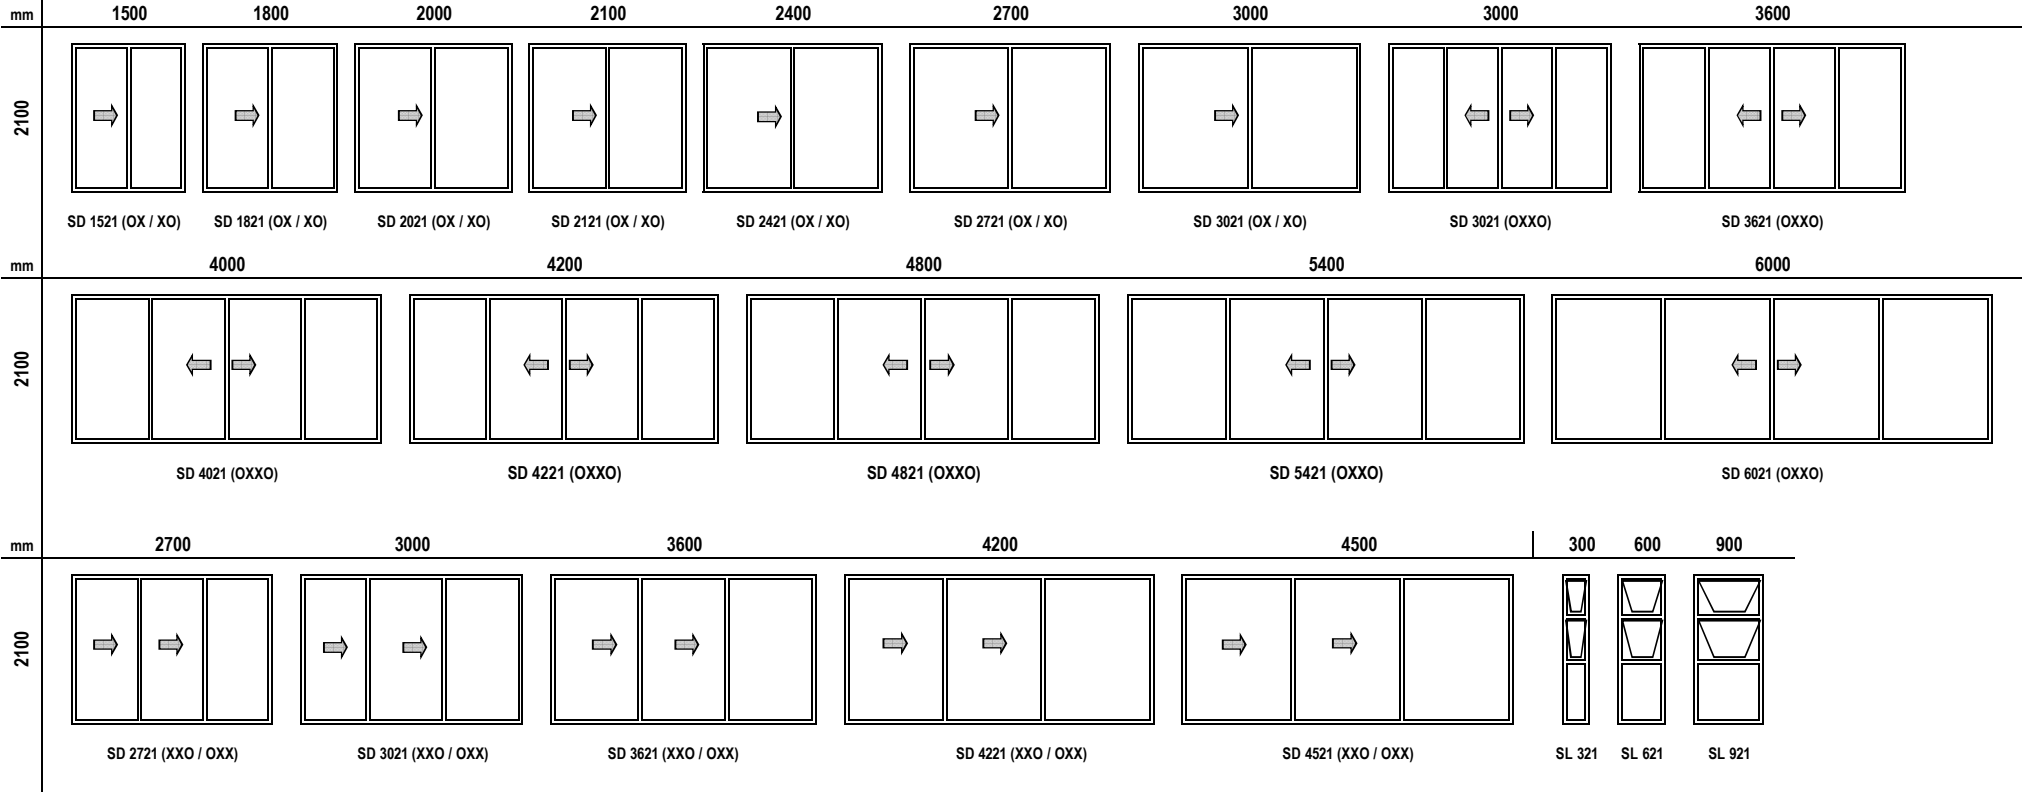 mm 1500 1800 2000 2100 2400 2700 3000 3000 3600
2100
SD 1521 (OX / XO) SD 1821 (OX / XO) SD 2021 (OX / XO) SD 2121 (OX / XO) SD 2421 (OX / XO) SD 2721 (OX / XO) SD 3021 (OX / XO) SD 3021 (OXXO) SD 3621 (OXXO)
mm 4000 4200 4800 5400 6000
2100
SD 4021 (OXXO) SD 4221 (OXXO) SD 4821 (OXXO) SD 5421 (OXXO) SD 6021 (OXXO)
mm 2700 3000 3600 4200 4500 300 600 900
2100
SD 2721 (XXO / OXX) SD 3021 (XXO / OXX) SD 3621 (XXO / OXX) SD 4221 (XXO / OXX) SD 4521 (XXO / OXX) SL 321 SL 621 SL 921